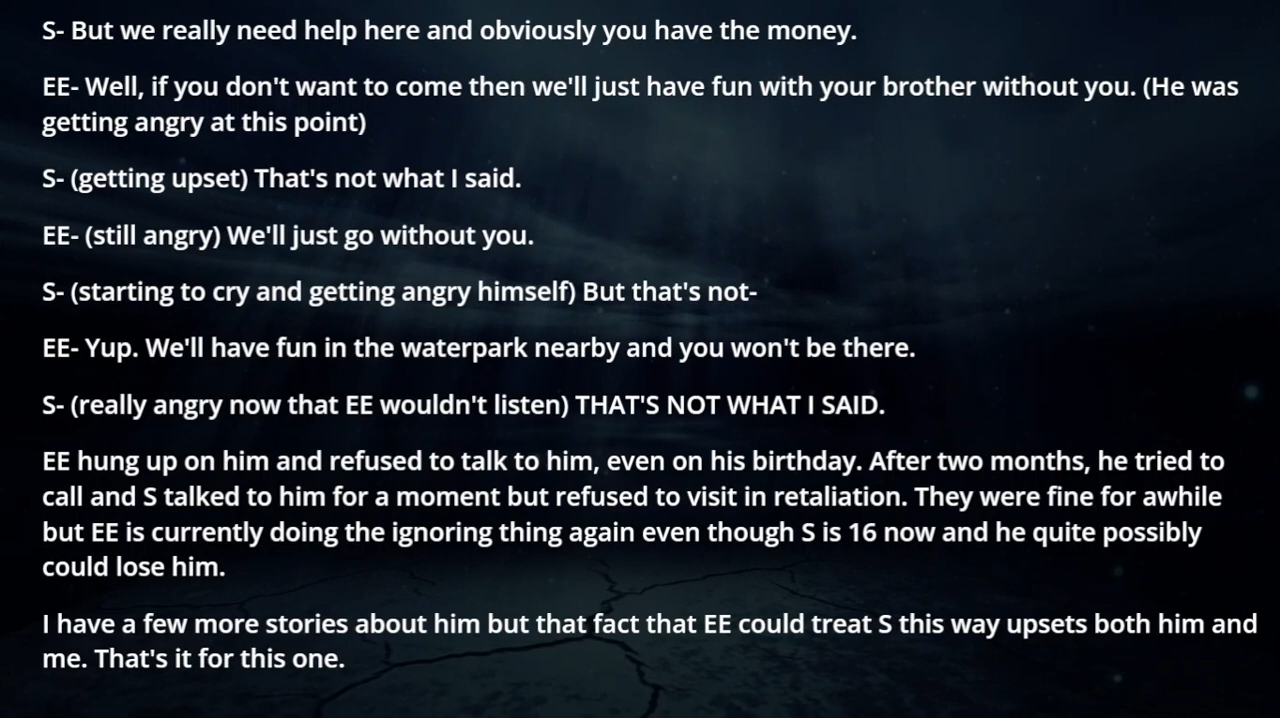 S- But we really need help here and obviously you have the money.
EE- Well, if you don't want to come then we'll just have fun with your brother without you. (He was
getting angry at this point)
S- (getting upset) That's not what I said.
EE- (still angry) We'll just go without you.
S- (starting to cry and getting angry himself) But that's not-
EE- Yup. We'll have fun in the waterpark nearby and you won't be there.
S- (really angry now that EE wouldn't listen) THAT'S NOT WHAT I SAID.
EE hung up on him and refused to talk to him, even on his birthday. After two months, he tried to
call and S talked to him for a moment but refused to visit in retaliation. They were fine for awhile
but EE is currently doing the ignoring thing again even though S is 16 now and he quite possibly
could lose him.
I have a few more stories about him but that fact that EE could treat S this way upsets both him and
me. That's it for this one.